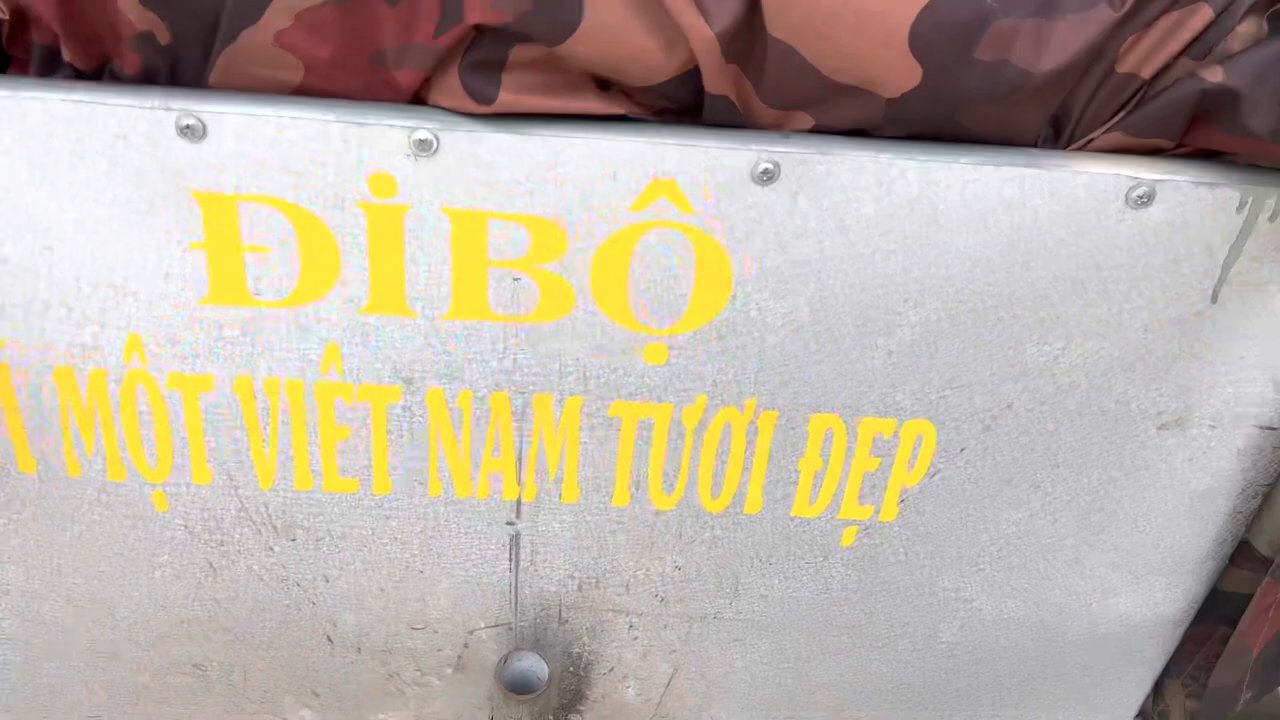 ĐI BỘ
MỘT VIỆT NAM TƯƠI ĐẸP